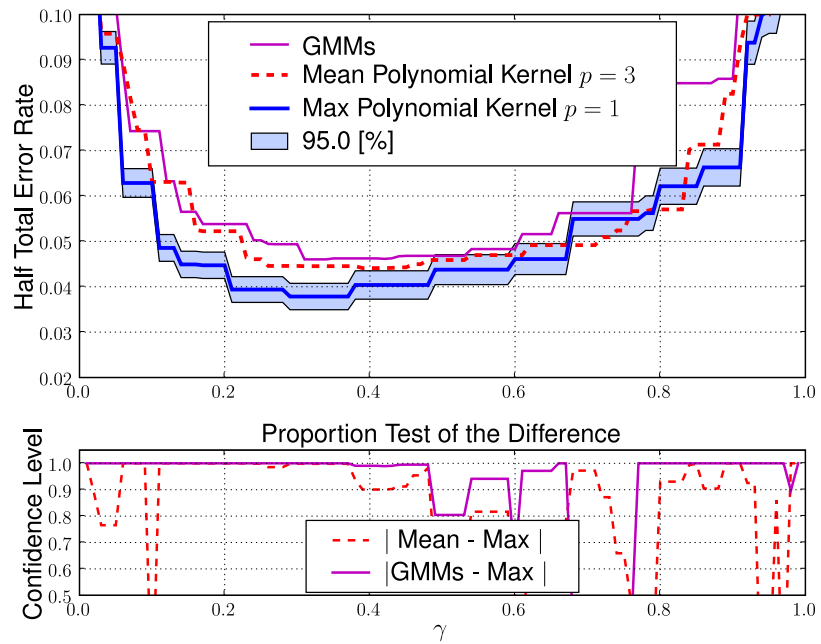 0.10
0.09
0.08
0.07
0.06
0.05
0.04
0.03
0.02
Half Total Error Rate
GMMs
Mean Polynomial Kernel p = 3
Max Polynomial Kernel p = 1
95.0 [%]
0.0 0.2 0.4 0.6 0.8 1.0
Proportion Test of the Difference
1.0
0.9
0.8
0.7
0.6
0.5
Confidence Level
| Mean - Max |
|GMMs - Max |
0.0 0.2 0.4 0.6 0.8 1.0
γ